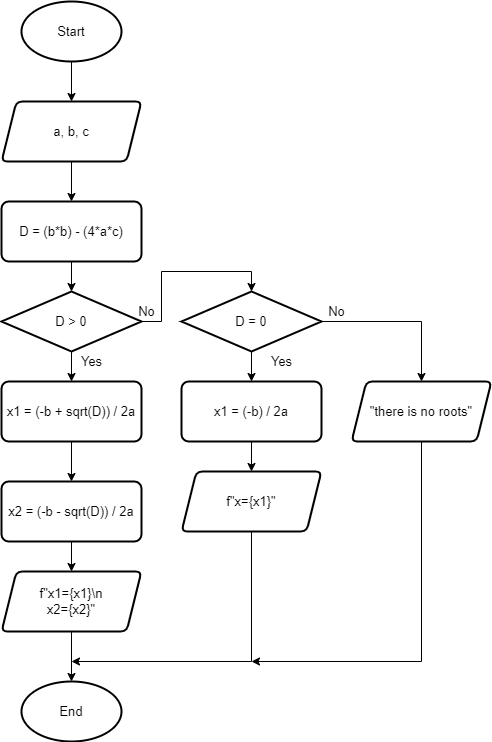 Start
a, b, c
D = (b*b) - (4*a*c)
D > 0
No
Yes
D = 0
No
Yes
x1 = (-b + sqrt(D)) / 2a
x1 = (-b) / 2a
"there is no roots"
x2 = (-b - sqrt(D)) / 2a
f"x={x1}"
f"x1={x1}\n
x2={x2}"
End